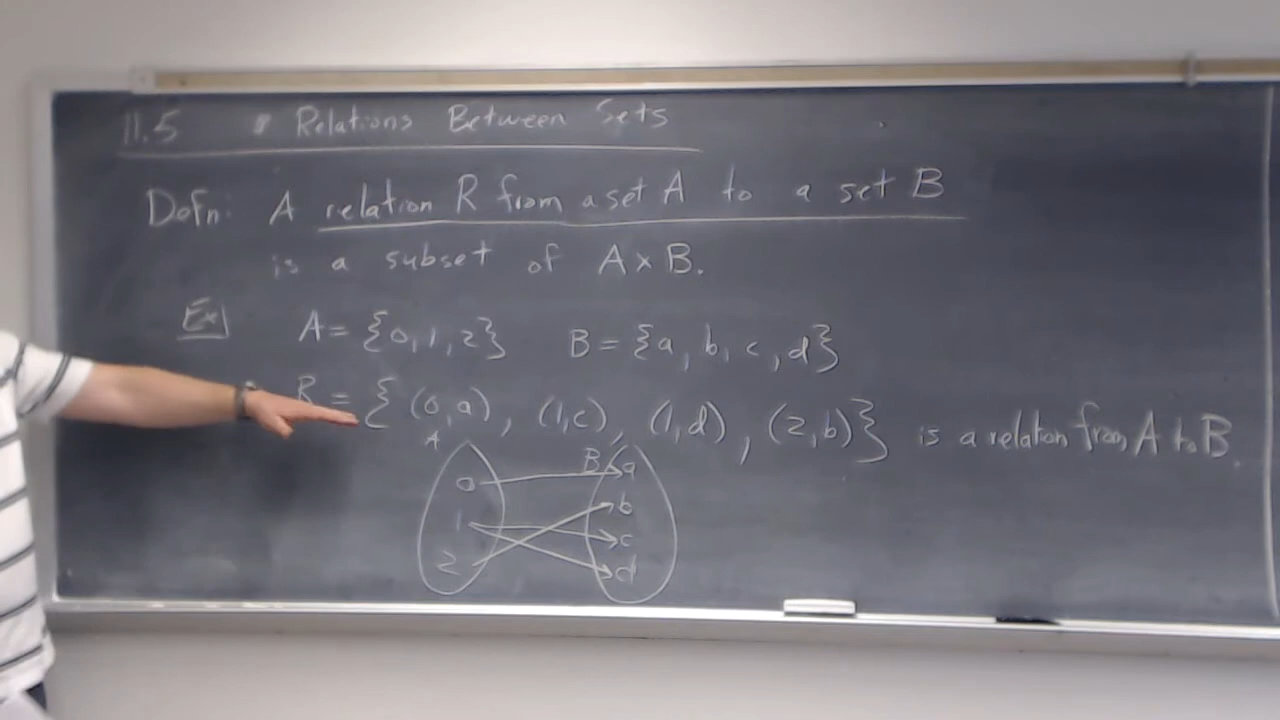 11.5 Relations Between Sets
Defn: A relation R from a set A to a set B
is a subset of A × B.
Ex
A = {0, 1, 2} B = {a, b, c, d}
R = {(0, a), (1, c), (1, d), (2, b)} is a relation from A to B.
A B
0 a
1 b
2 c
d